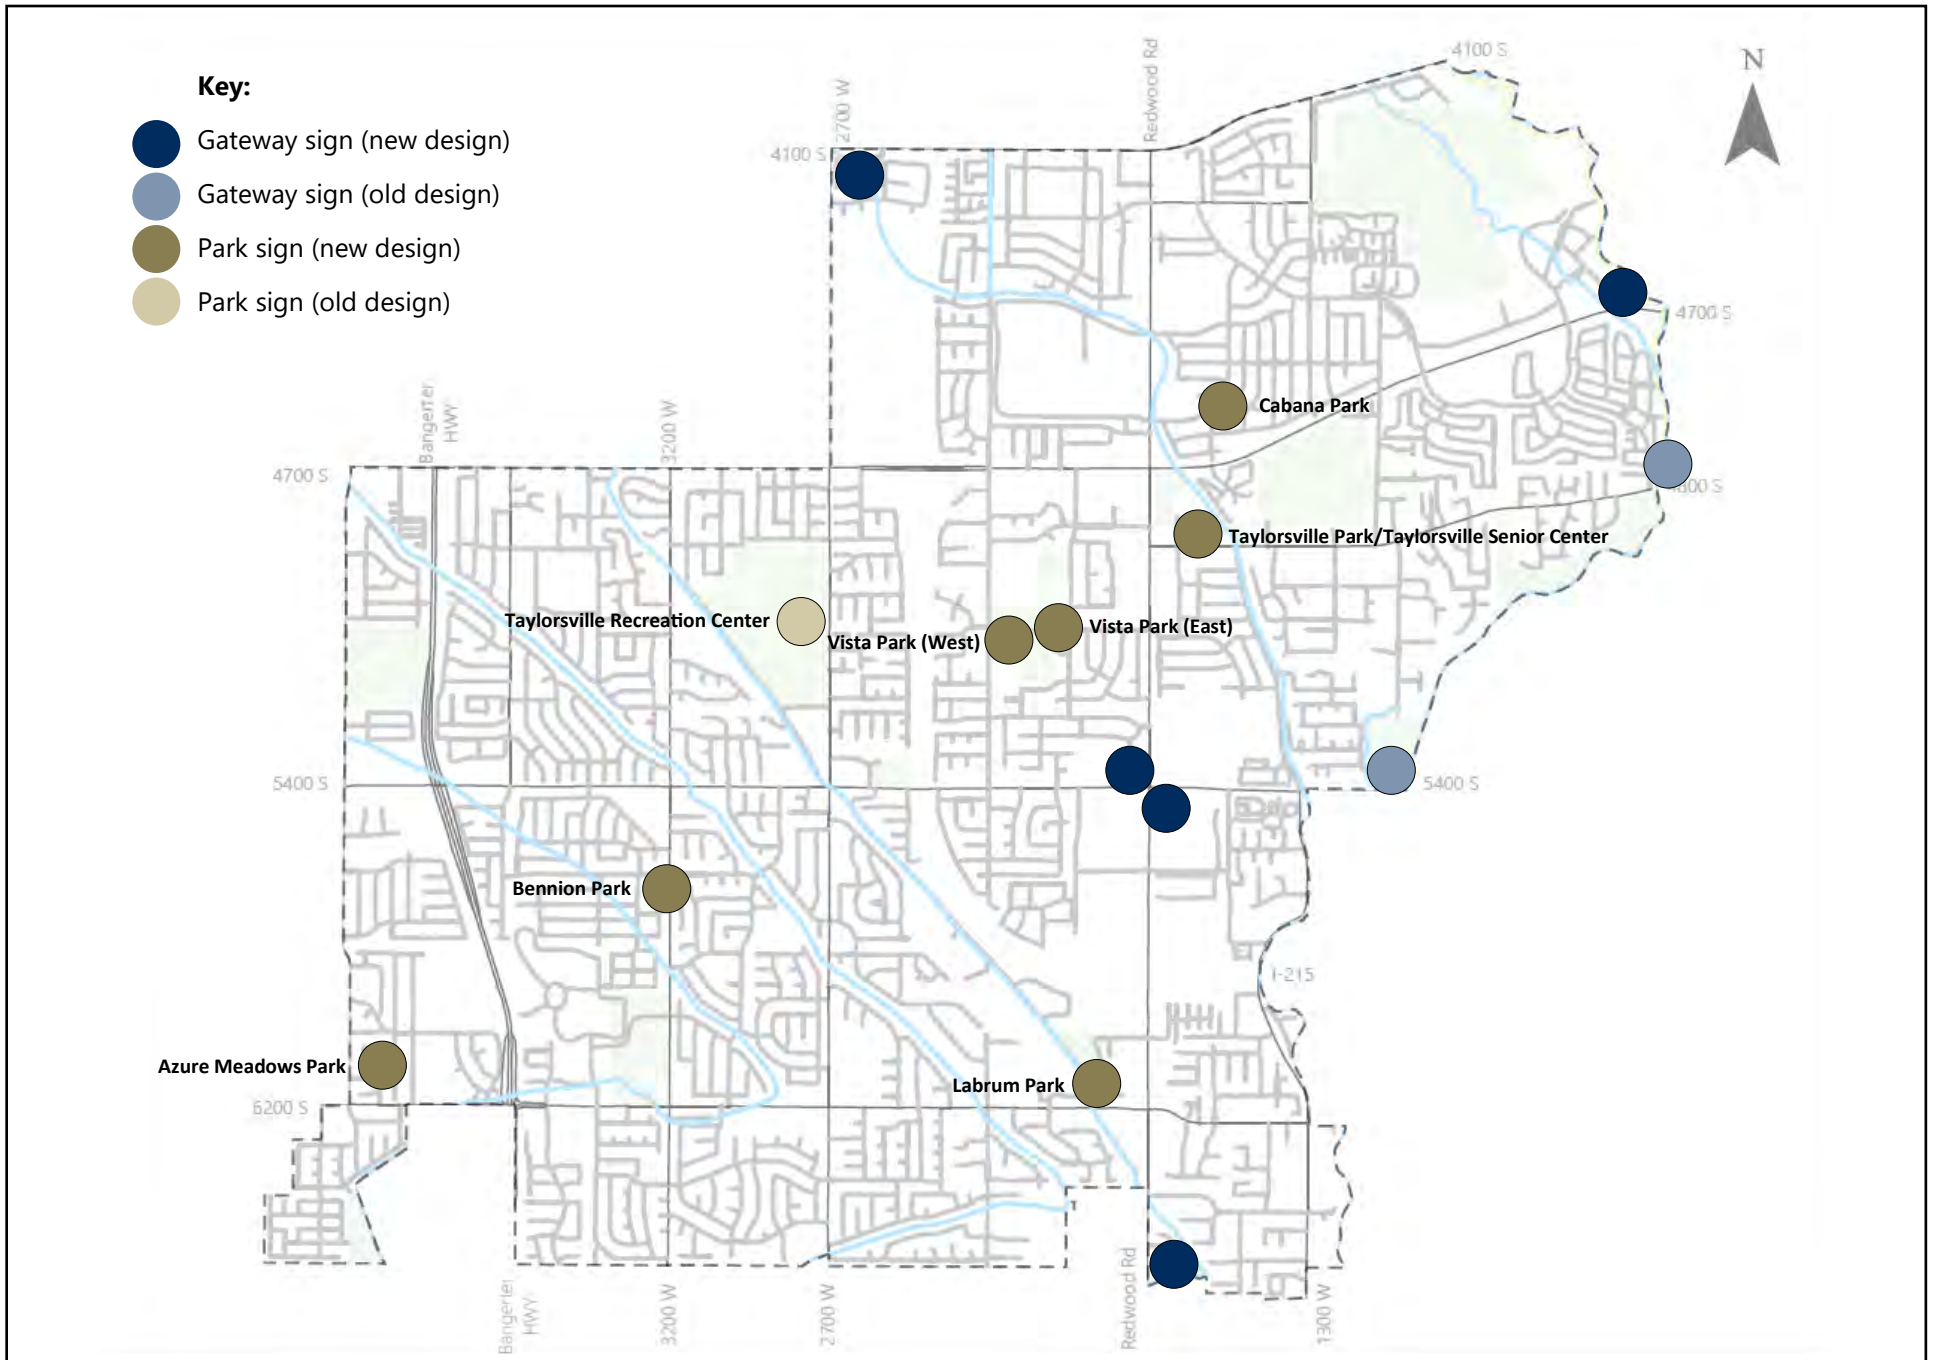 Key:
Gateway sign (new design)
Gateway sign (old design)
Park sign (new design)
Park sign (old design)
N
4100 S
Redwood Rd
2700 W
4100 S
4700 S
Cabana Park
Bangerter
HWY
3200 W
4700 S
Taylorsville Park/Taylorsville Senior Center
Taylorsville Recreation Center
Vista Park (West)
Vista Park (East)
5400 S
5400 S
Bennion Park
I-215
Azure Meadows Park
Labrum Park
6200 S
Bangerter
HWY
3200 W
2700 W
Redwood Rd
1300 W